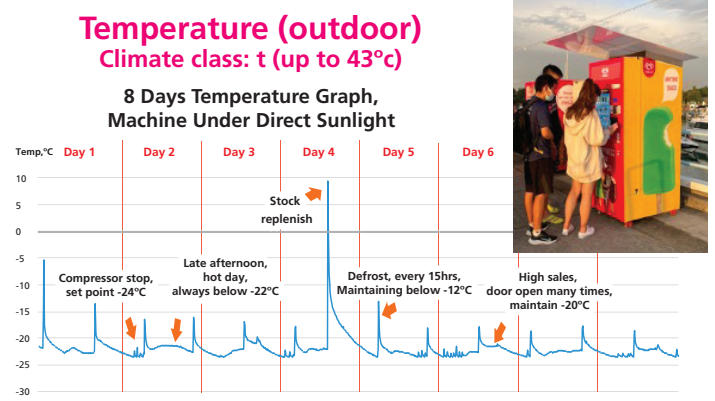 Temperature (outdoor)
Climate class: t (up to 43ºc)
8 Days Temperature Graph,
Machine Under Direct Sunlight
Temp,ºC
Day 1
Day 2
Day 3
Day 4
Day 5
Day 6
10
5
0
-5
-10
-15
-20
-25
-30
Stock
replenish
Compressor stop,
set point -24ºC
Late afternoon,
hot day,
always below -22ºC
Defrost, every 15hrs,
Maintaining below -12ºC
High sales,
door open many times,
maintain -20ºC